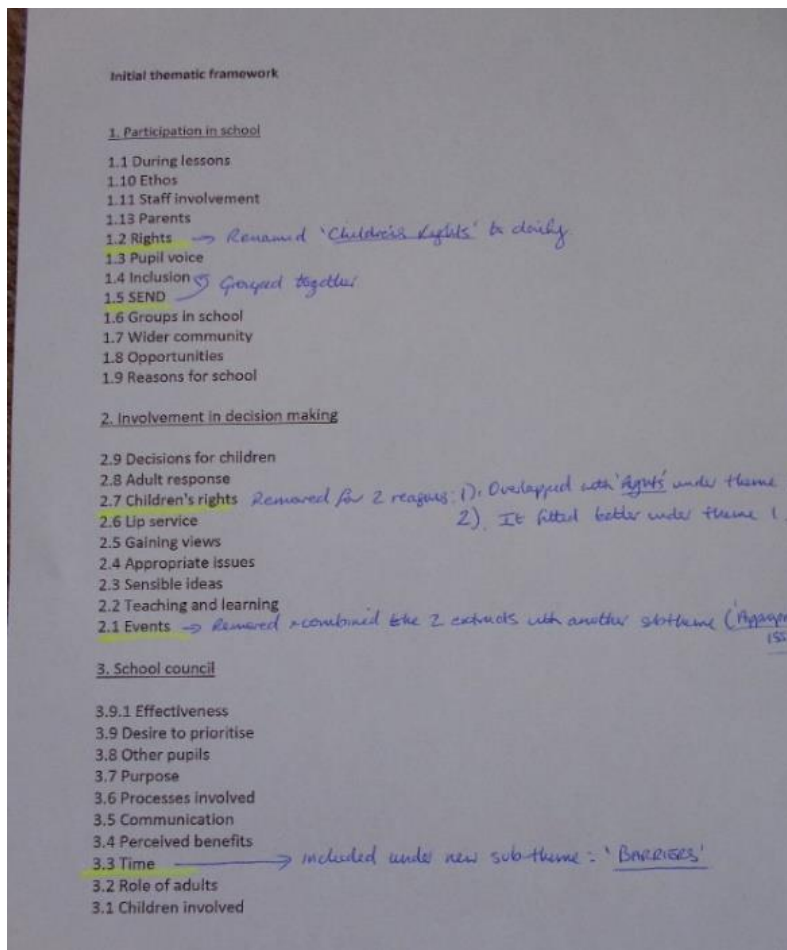 Initial thematic framework
1. Participation in school
1.1 During lessons
1.10 Ethos
1.11 Staff involvement
1.13 Parents
1.2 Rights → Renamed 'Children's Rights' to
1.3 Pupil voice
1.4 Inclusion
1.5 SEND Grouped together
1.6 Groups in school
1.7 Wider community
1.8 Opportunities
1.9 Reasons for school
2. Involvement in decision making
2.9 Decisions for children
2.8 Adult response
2.7 Children's rights Removed for 2 reasons: 1). Overlapped with 'rights' under theme
2). It fitted better under theme 1.
2.6 Lip service
2.5 Gaining views
2.4 Appropriate issues
2.3 Sensible ideas
2.2 Teaching and learning
2.1 Events → Removed + combined the 2 extracts with another subtheme
3. School council
3.9.1 Effectiveness
3.9 Desire to prioritise
3.8 Other pupils
3.7 Purpose
3.6 Processes involved
3.5 Communication
3.4 Perceived benefits
3.3 Time → included under new sub-theme: 'BARRIERS'
3.2 Role of adults
3.1 Children involved